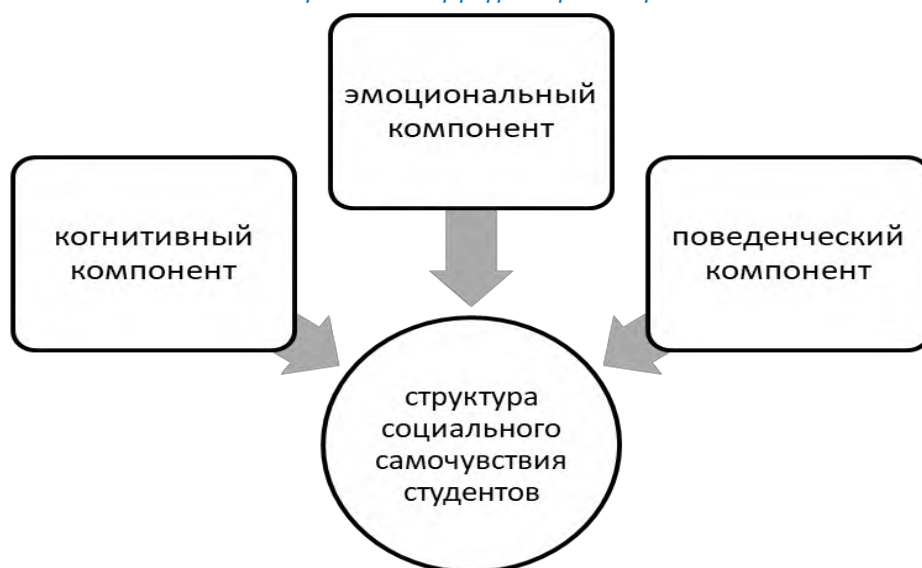 эмоциональный
компонент
когнитивный
компонент
поведенческий
компонент
структура
социального
самочувствия
студентов